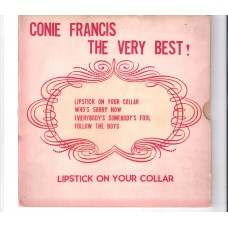 CONIE FRANCIS
THE VERY BEST!
LIPSTICK ON YOUR COLLAR
WHO'S SORRY NOW
EVERYBODY'S SOMEBODY'S FOUL
FOLLOW THE BOYS
LIPSTICK ON YOUR COLLAR